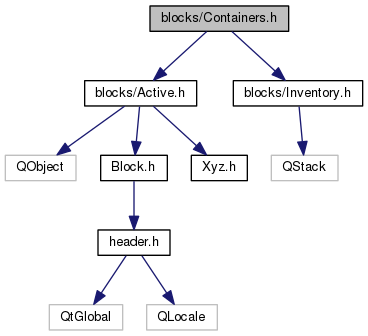 blocks/Containers.h
blocks/Active.h
blocks/Inventory.h
QObject
Block.h
Xyz.h
QStack
header.h
QtGlobal
QLocale